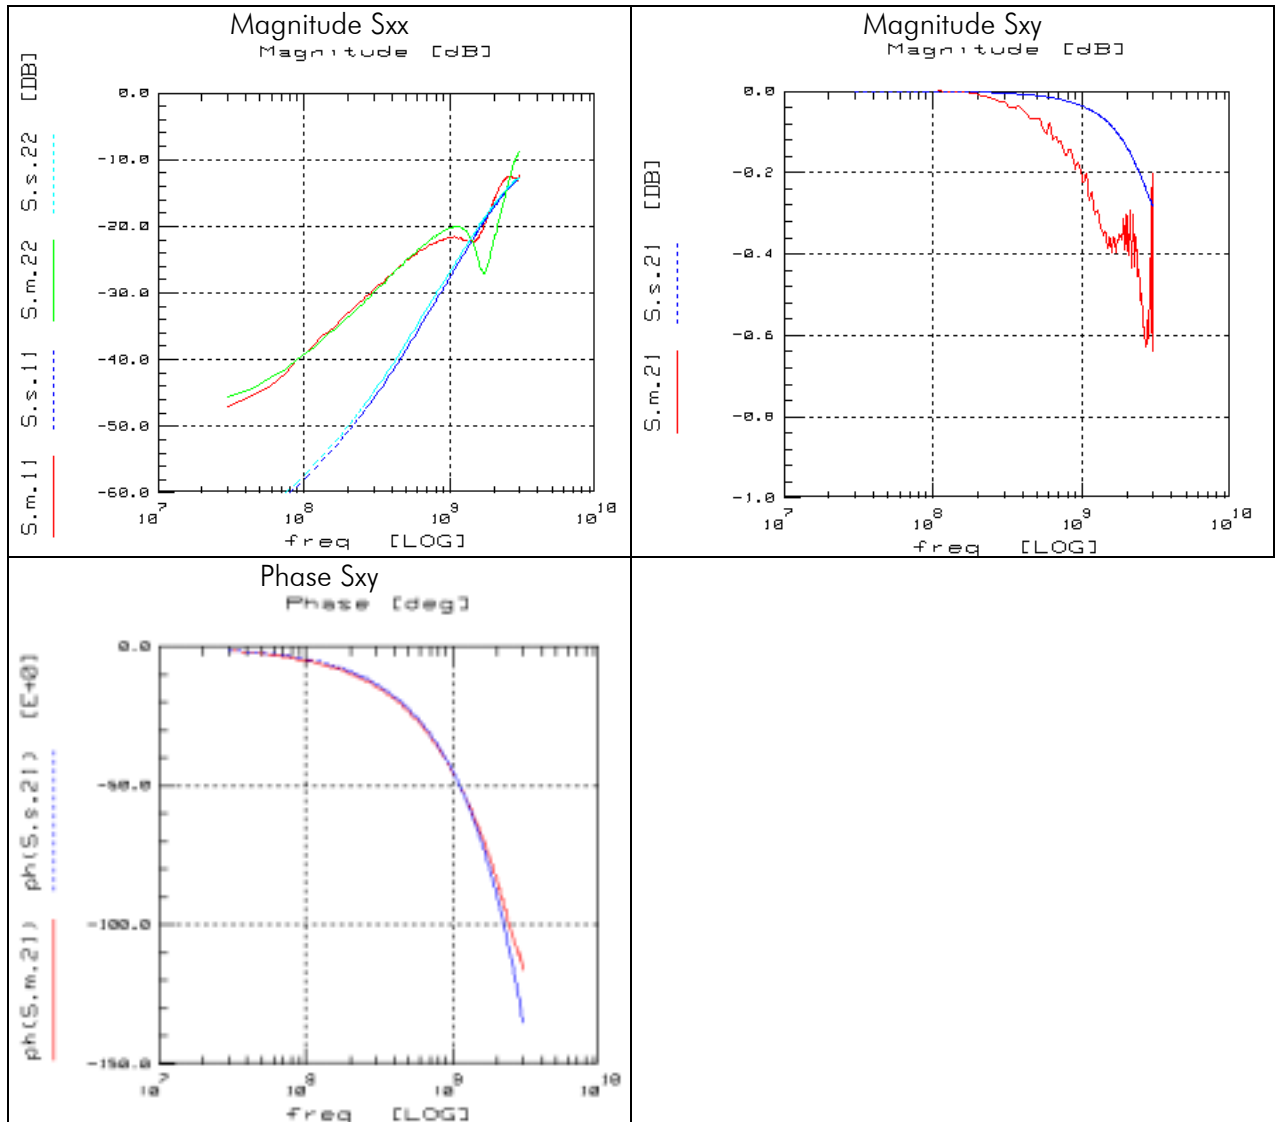 Magnitude Sxx
Magnitude [dB]
S.m.11 S.s.11 S.m.22 S.s.22 [DB]
0.0
-10.0
-20.0
-30.0
-40.0
-50.0
-60.0
10^7 10^8 10^9 10^10
freq [LOG]
Magnitude Sxy
Magnitude [dB]
S.m.21 S.s.21 [DB]
0.0
-0.2
-0.4
-0.6
-0.8
-1.0
10^7 10^8 10^9 10^10
freq [LOG]
Phase Sxy
Phase [deg]
ph(S.m.21) ph(S.s.21) [E+0]
0.0
-50.0
-100.0
-150.0
10^7 10^8 10^9 10^10
freq [LOG]